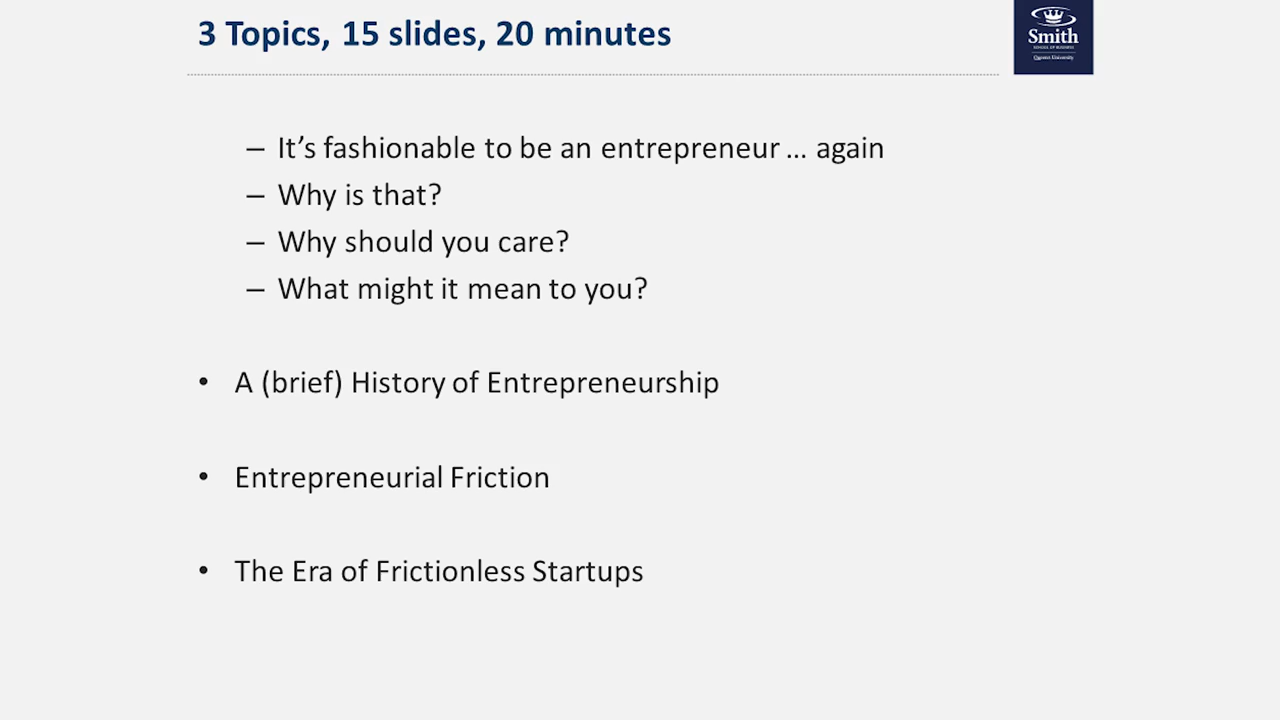 3 Topics, 15 slides, 20 minutes
Smith
SCHOOL OF BUSINESS
Queen's University
– It's fashionable to be an entrepreneur ... again
– Why is that?
– Why should you care?
– What might it mean to you?
• A (brief) History of Entrepreneurship
• Entrepreneurial Friction
• The Era of Frictionless Startups